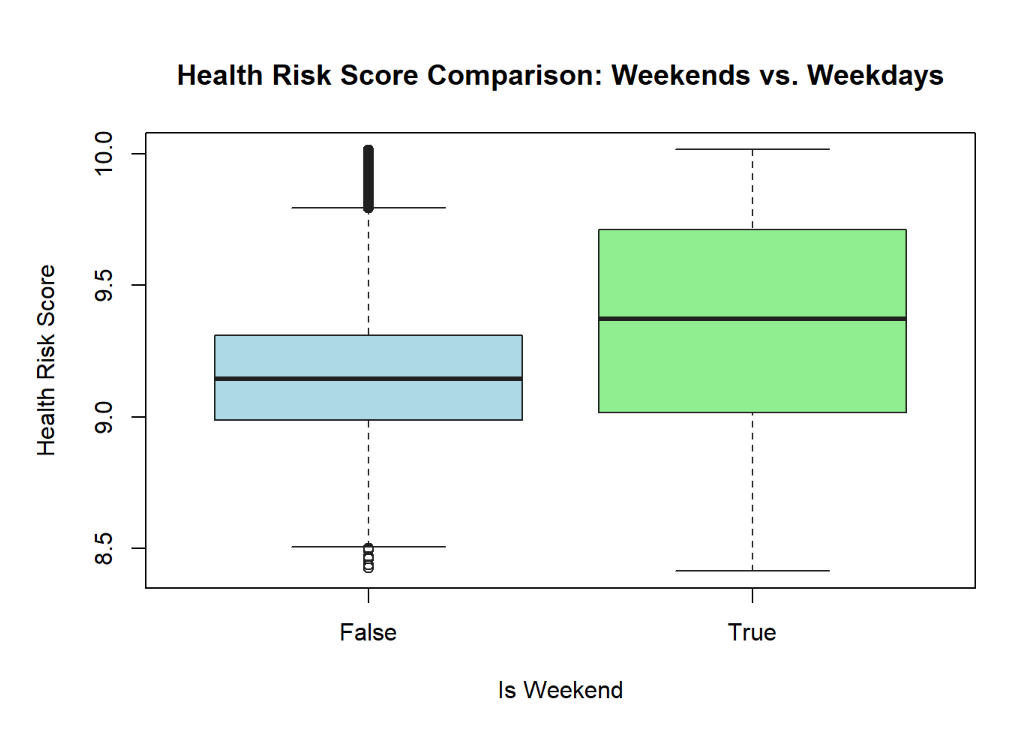 Health Risk Score Comparison: Weekends vs. Weekdays
Health Risk Score
10.0
9.5
9.0
8.5
False
True
Is Weekend